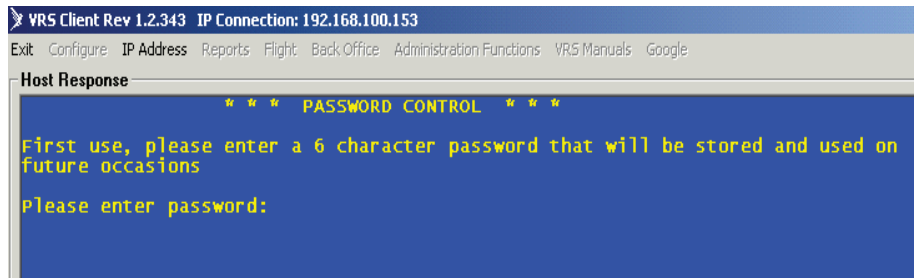 VRS Client Rev 1.2.343 IP Connection: 192.168.100.153
Exit Configure IP Address Reports Flight Back Office Administration Functions VRS Manuals Google
Host Response
* * * PASSWORD CONTROL * * *
First use, please enter a 6 character password that will be stored and used on
future occasions
Please enter password: